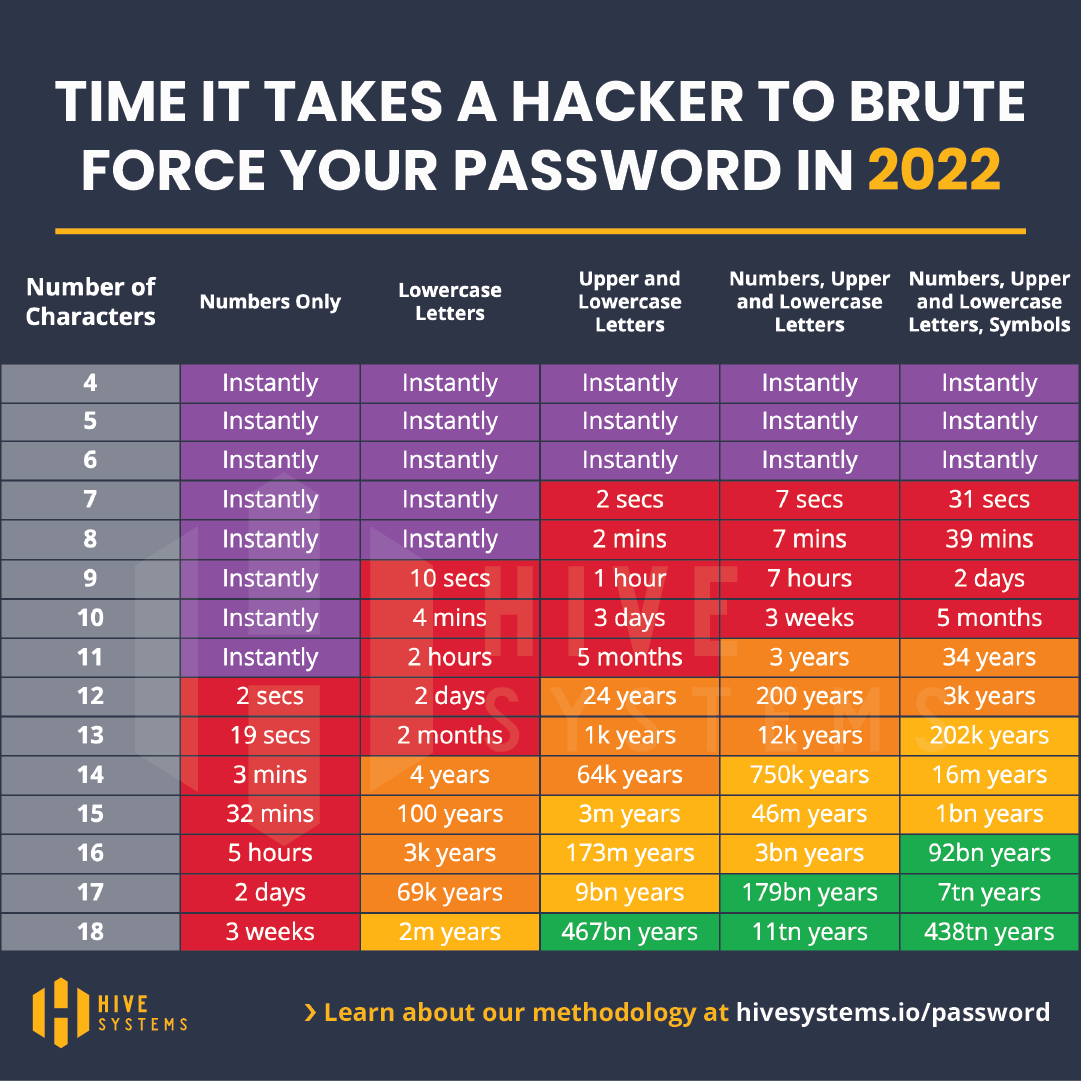 TIME IT TAKES A HACKER TO BRUTE
FORCE YOUR PASSWORD IN 2022
Number of
Characters
Numbers Only
Lowercase
Letters
Upper and
Lowercase
Letters
Numbers, Upper
and Lowercase
Letters
Numbers, Upper
and Lowercase
Letters, Symbols
4 Instantly Instantly Instantly Instantly Instantly
5 Instantly Instantly Instantly Instantly Instantly
6 Instantly Instantly Instantly Instantly Instantly
7 Instantly Instantly 2 secs 7 secs 31 secs
8 Instantly Instantly 2 mins 7 mins 39 mins
9 Instantly 10 secs 1 hour 7 hours 2 days
10 Instantly 4 mins 3 days 3 weeks 5 months
11 Instantly 2 hours 5 months 3 years 34 years
12 2 secs 2 days 24 years 200 years 3k years
13 19 secs 2 months 1k years 12k years 202k years
14 3 mins 4 years 64k years 750k years 16m years
15 32 mins 100 years 3m years 46m years 1bn years
16 5 hours 3k years 173m years 3bn years 92bn years
17 2 days 69k years 9bn years 179bn years 7tn years
18 3 weeks 2m years 467bn years 11tn years 438tn years
HIVE
SYSTEMS
HIVE
SYSTEMS
› Learn about our methodology at hivesystems.io/password